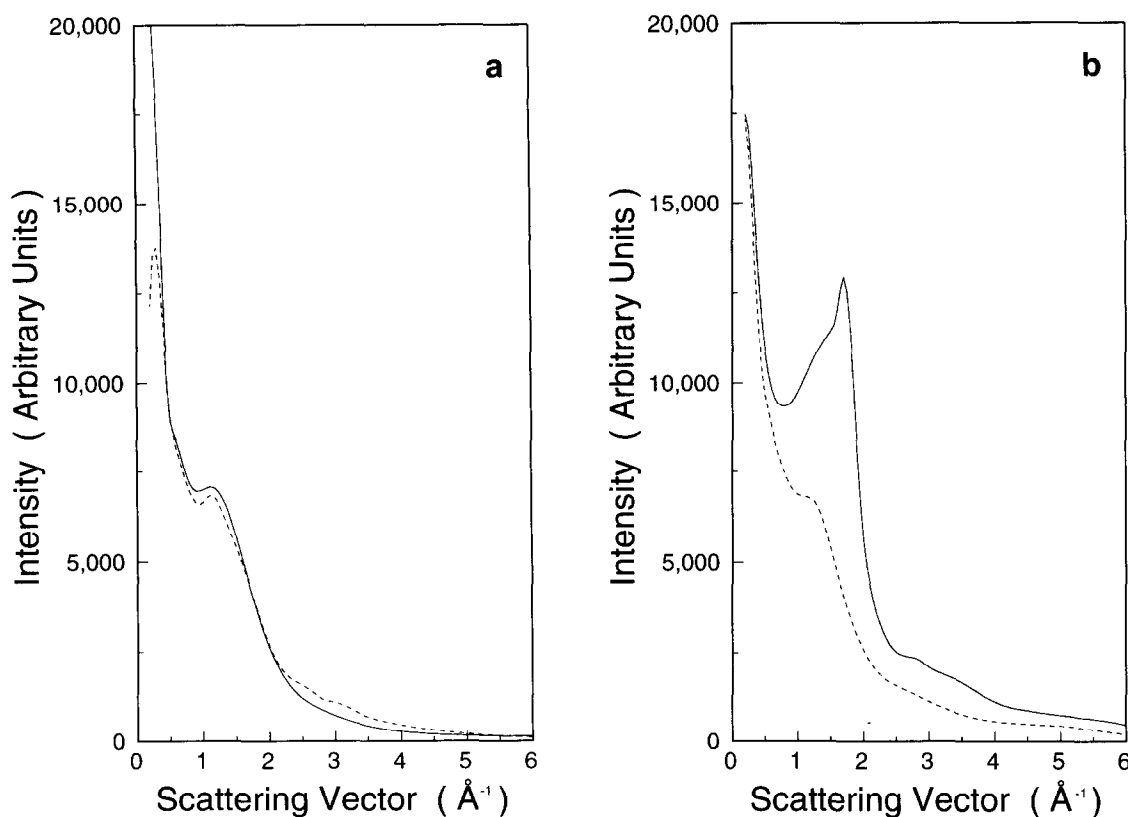 a
20,000
15,000
10,000
5,000
0
Intensity ( Arbitrary Units )
0 1 2 3 4 5 6
Scattering Vector ( Å⁻¹ )
b
20,000
15,000
10,000
5,000
0
Intensity ( Arbitrary Units )
0 1 2 3 4 5 6
Scattering Vector ( Å⁻¹ )